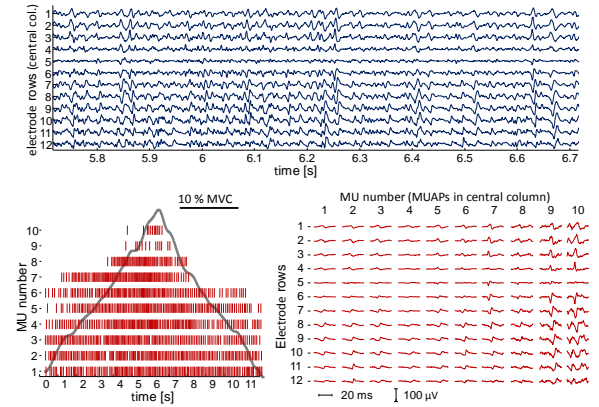 electrode rows (central col.)
1
2
3
4
5
6
7
8
9
10
11
12
5.8 5.9 6 6.1 6.2 6.3 6.4 6.5 6.6 6.7
time [s]
10 % MVC
MU number
10
9
8
7
6
5
4
3
2
1
0 1 2 3 4 5 6 7 8 9 10 11
time [s]
MU number (MUAPs in central column)
1 2 3 4 5 6 7 8 9 10
Electrode rows
1
2
3
4
5
6
7
8
9
10
11
12
20 ms
100 µV